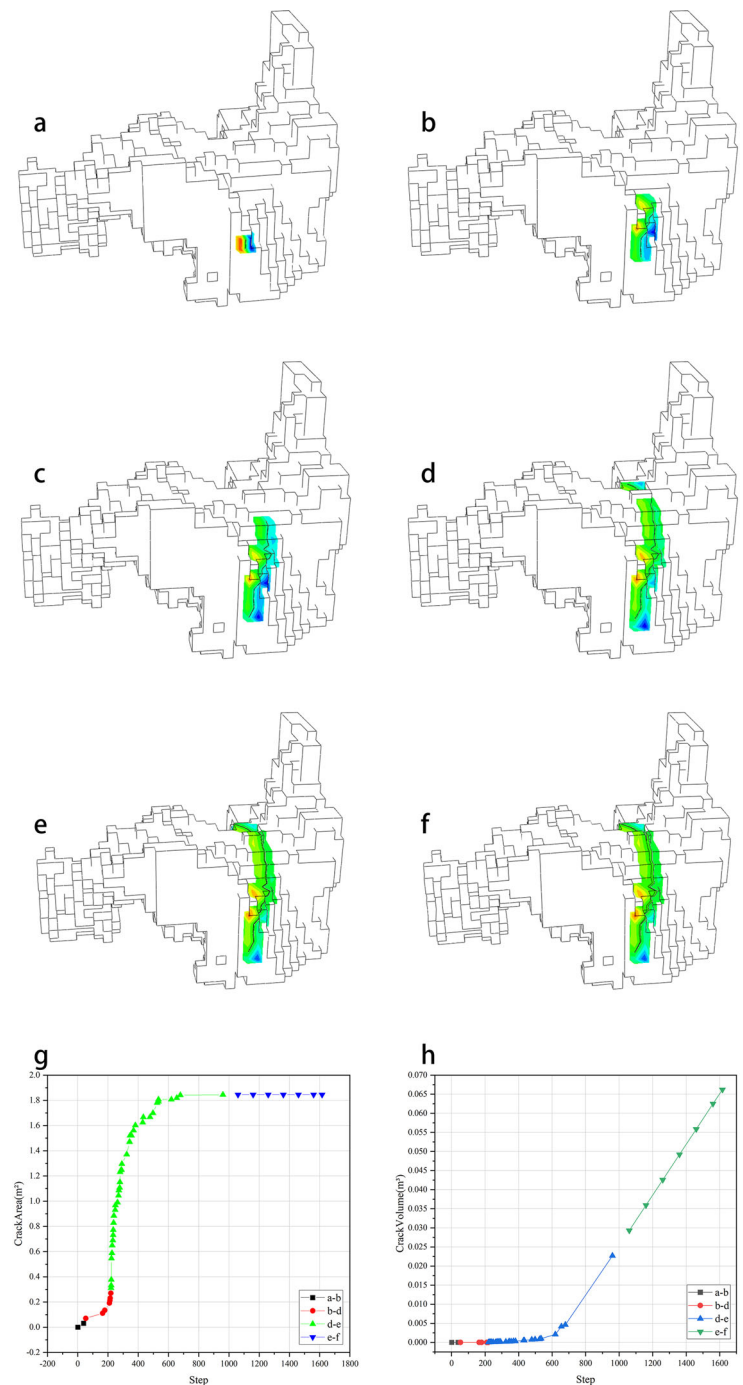 a
b
c
d
e
f
g
h
2.0
1.8
1.6
1.4
1.2
1.0
0.8
0.6
0.4
0.2
0.0
-0.2
CrackArea(m²)
-200 0 200 400 600 800 1000 1200 1400 1600 1800
Step
a-b
b-d
d-e
e-f
0.070
0.065
0.060
0.055
0.050
0.045
0.040
0.035
0.030
0.025
0.020
0.015
0.010
0.005
0.000
CrackVolume(m³)
0 200 400 600 800 1000 1200 1400 1600
Step
a-b
b-d
d-e
e-f